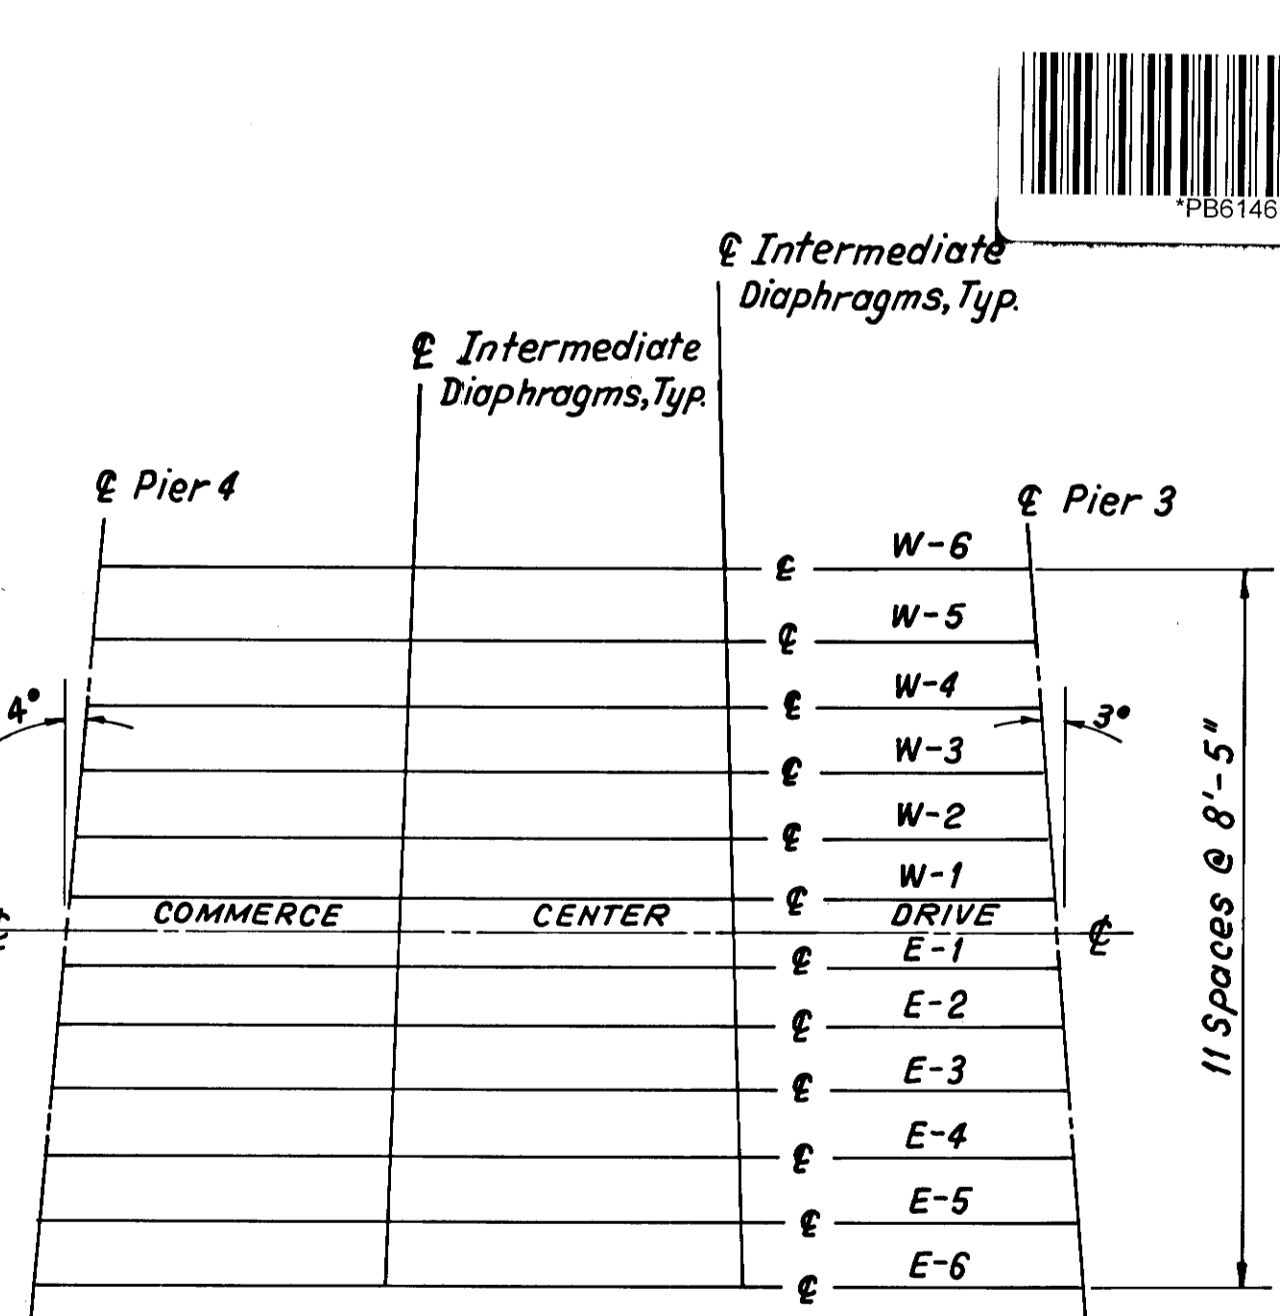 *PB6146
℄ Intermediate
Diaphragms, Typ.
℄ Intermediate
Diaphragms, Typ.
℄ Pier 4
℄ Pier 3
℄ W-6
℄ W-5
℄ W-4
4°
3°
℄ W-3
℄ W-2
℄ W-1
COMMERCE CENTER DRIVE ℄
℄ E-1
℄ E-2
℄ E-3
℄ E-4
℄ E-5
℄ E-6
11 Spaces @ 8'-5"